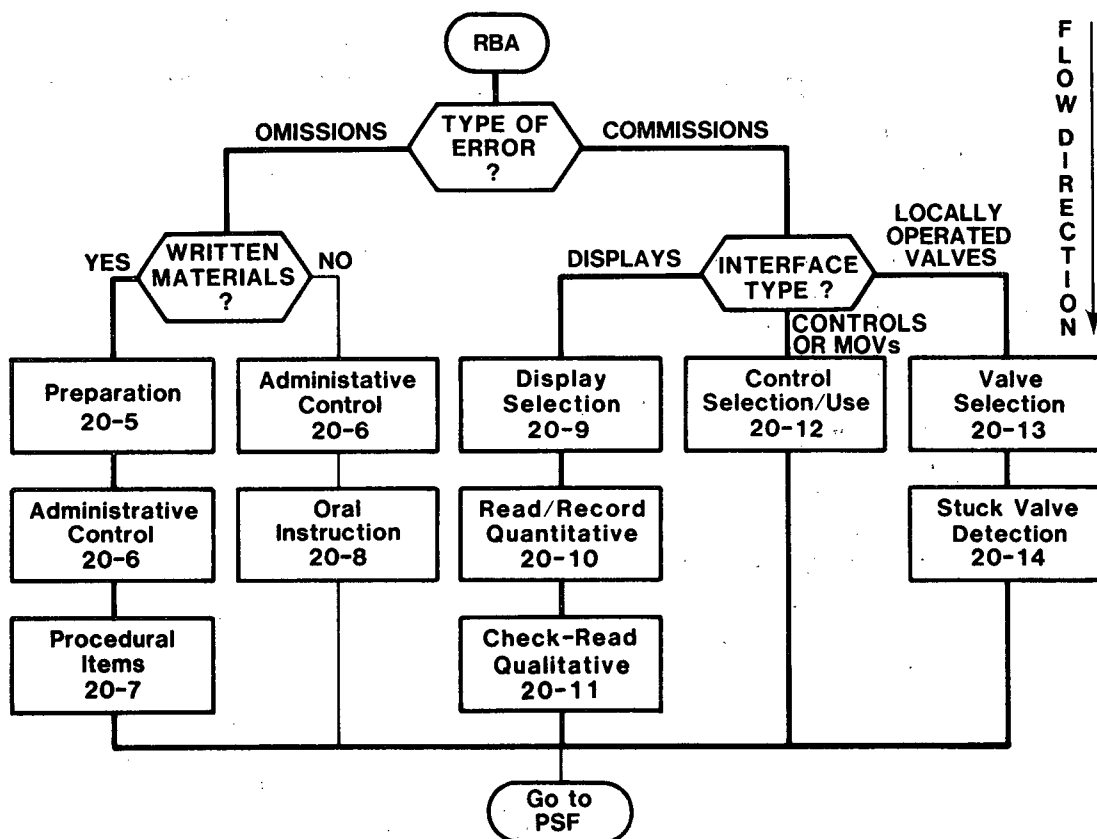 RBA
TYPE OF
ERROR
?
OMISSIONS
COMMISSIONS
FLOW DIRECTION
WRITTEN
MATERIALS
?
YES
NO
INTERFACE
TYPE ?
DISPLAYS
LOCALLY
OPERATED
VALVES
CONTROLS
OR MOVs
Preparation
20-5
Administative
Control
20-6
Display
Selection
20-9
Control
Selection/Use
20-12
Valve
Selection
20-13
Administrative
Control
20-6
Oral
Instruction
20-8
Read/Record
Quantitative
20-10
Stuck Valve
Detection
20-14
Procedural
Items
20-7
Check-Read
Qualitative
20-11
Go to
PSF